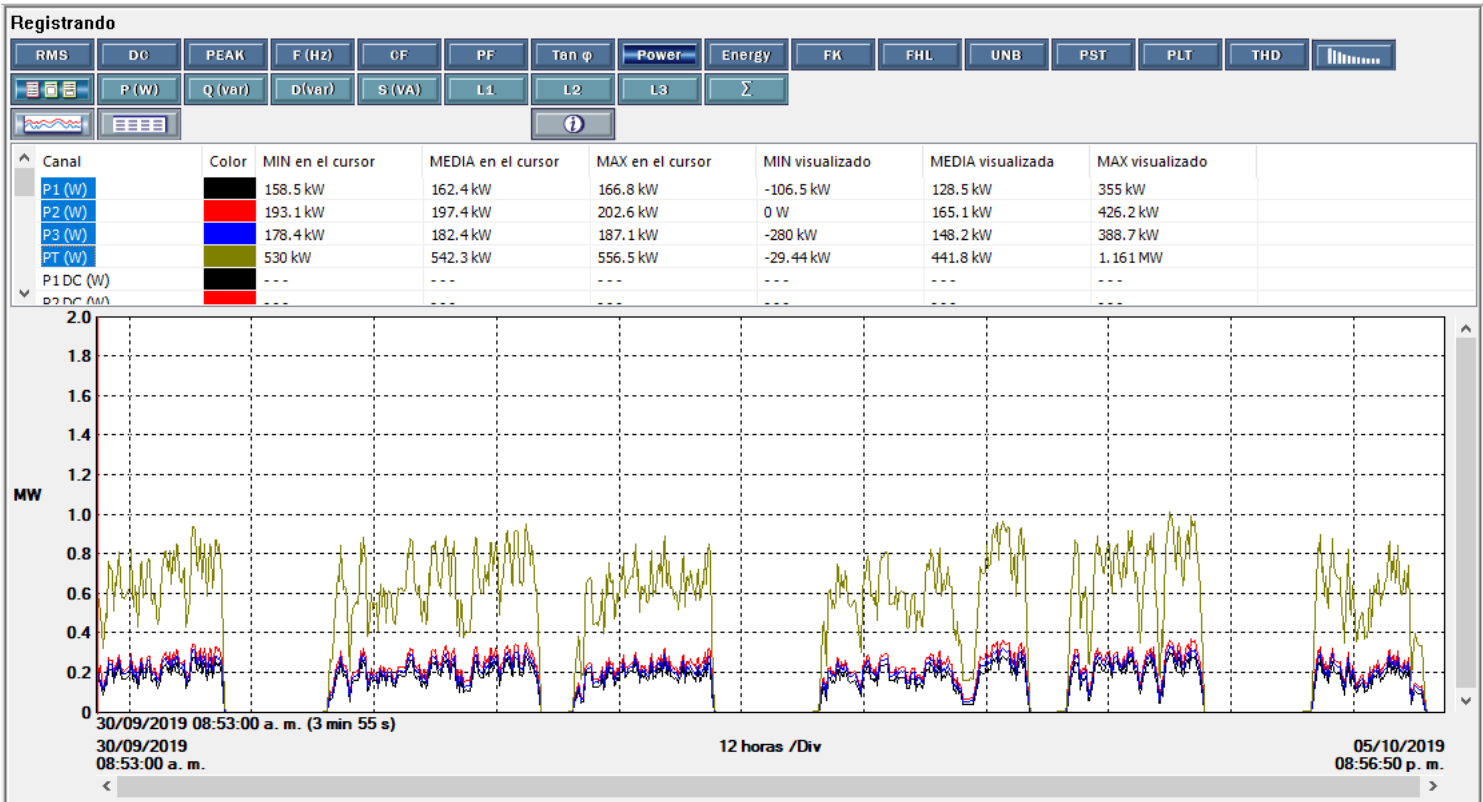 Registrando
RMS DC PEAK F (Hz) CF PF Tan φ Power Energy FK FHL UNB PST PLT THD
P (W) Q (var) D(var) S (VA) L1 L2 L3 Σ
Canal Color MIN en el cursor MEDIA en el cursor MAX en el cursor MIN visualizado MEDIA visualizada MAX visualizado
P1 (W) 158.5 kW 162.4 kW 166.8 kW -106.5 kW 128.5 kW 355 kW
P2 (W) 193.1 kW 197.4 kW 202.6 kW 0 W 165.1 kW 426.2 kW
P3 (W) 178.4 kW 182.4 kW 187.1 kW -280 kW 148.2 kW 388.7 kW
PT (W) 530 kW 542.3 kW 556.5 kW -29.44 kW 441.8 kW 1.161 MW
P1 DC (W) - - - - - - - - - - - - - - - - - -
P2 DC (W) - - - - - - - - - - - - - - - - - -
2.0
1.8
1.6
1.4
1.2
MW
1.0
0.8
0.6
0.4
0.2
0
30/09/2019 08:53:00 a. m. (3 min 55 s)
30/09/2019 12 horas /Div 05/10/2019
08:53:00 a. m. 08:56:50 p. m.